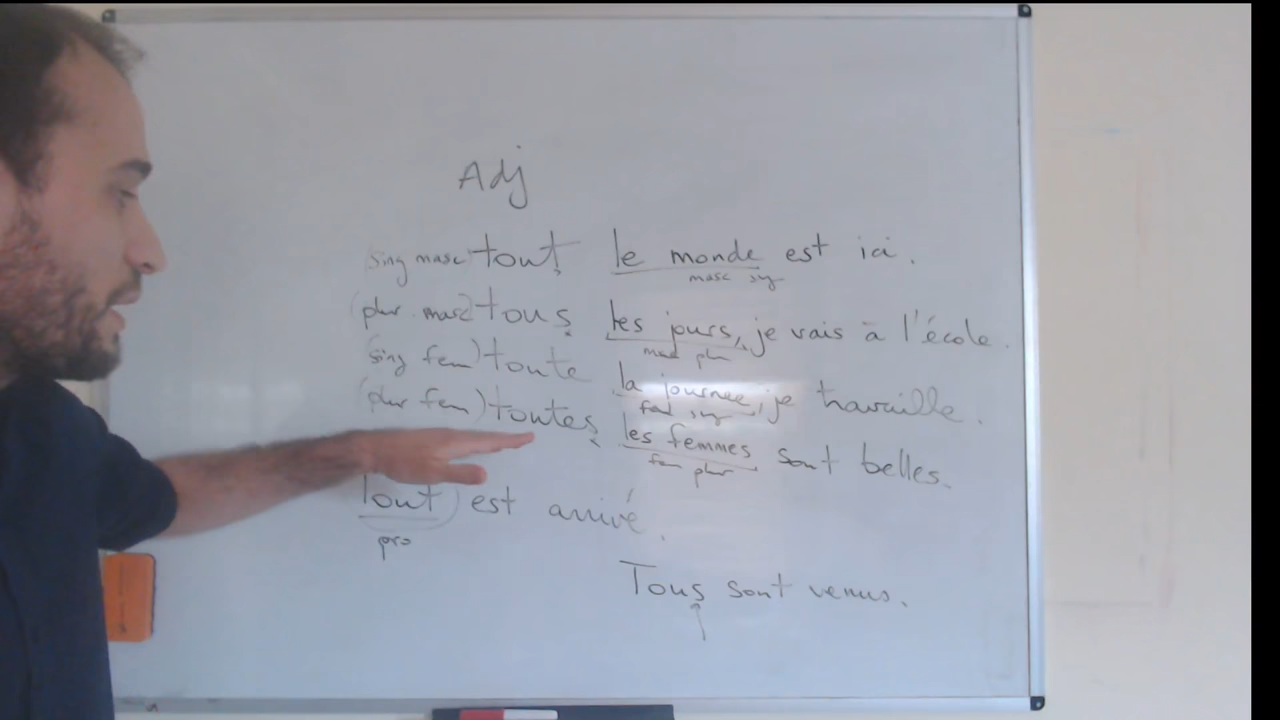 Adj
sing masc) tout le monde est ici.
masc sg
(plur masc) tous les jours, je vais à l'école.
masc plur
(sing fem) toute la journée, je travaille.
fem sg
(plur fem) toutes les femmes sont belles.
fem plur
Tout est arrivé.
pro
Tous sont venus.